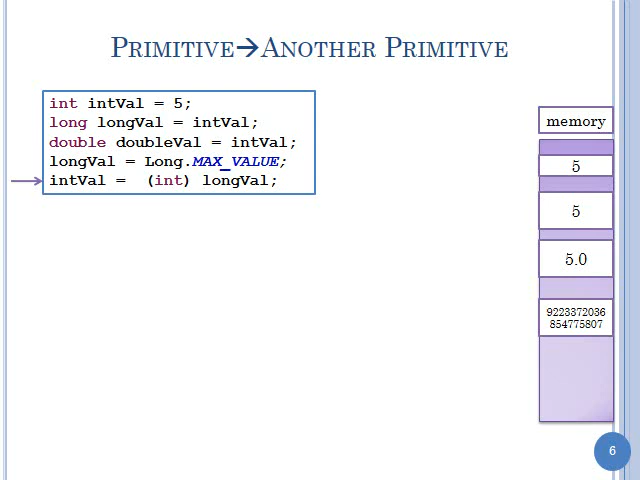 PRIMITIVE→ANOTHER PRIMITIVE
int intVal = 5;
long longVal = intVal;
double doubleVal = intVal;
longVal = Long.MAX_VALUE;
intVal =  (int) longVal;
memory
5
5
5.0
9223372036
854775807
6